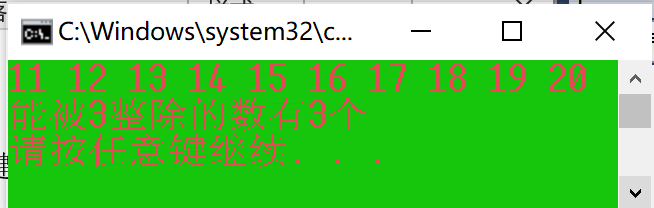 C:\Windows\system32\c...
11 12 13 14 15 16 17 18 19 20
能被3整除的数有3个
请按任意键继续. . .